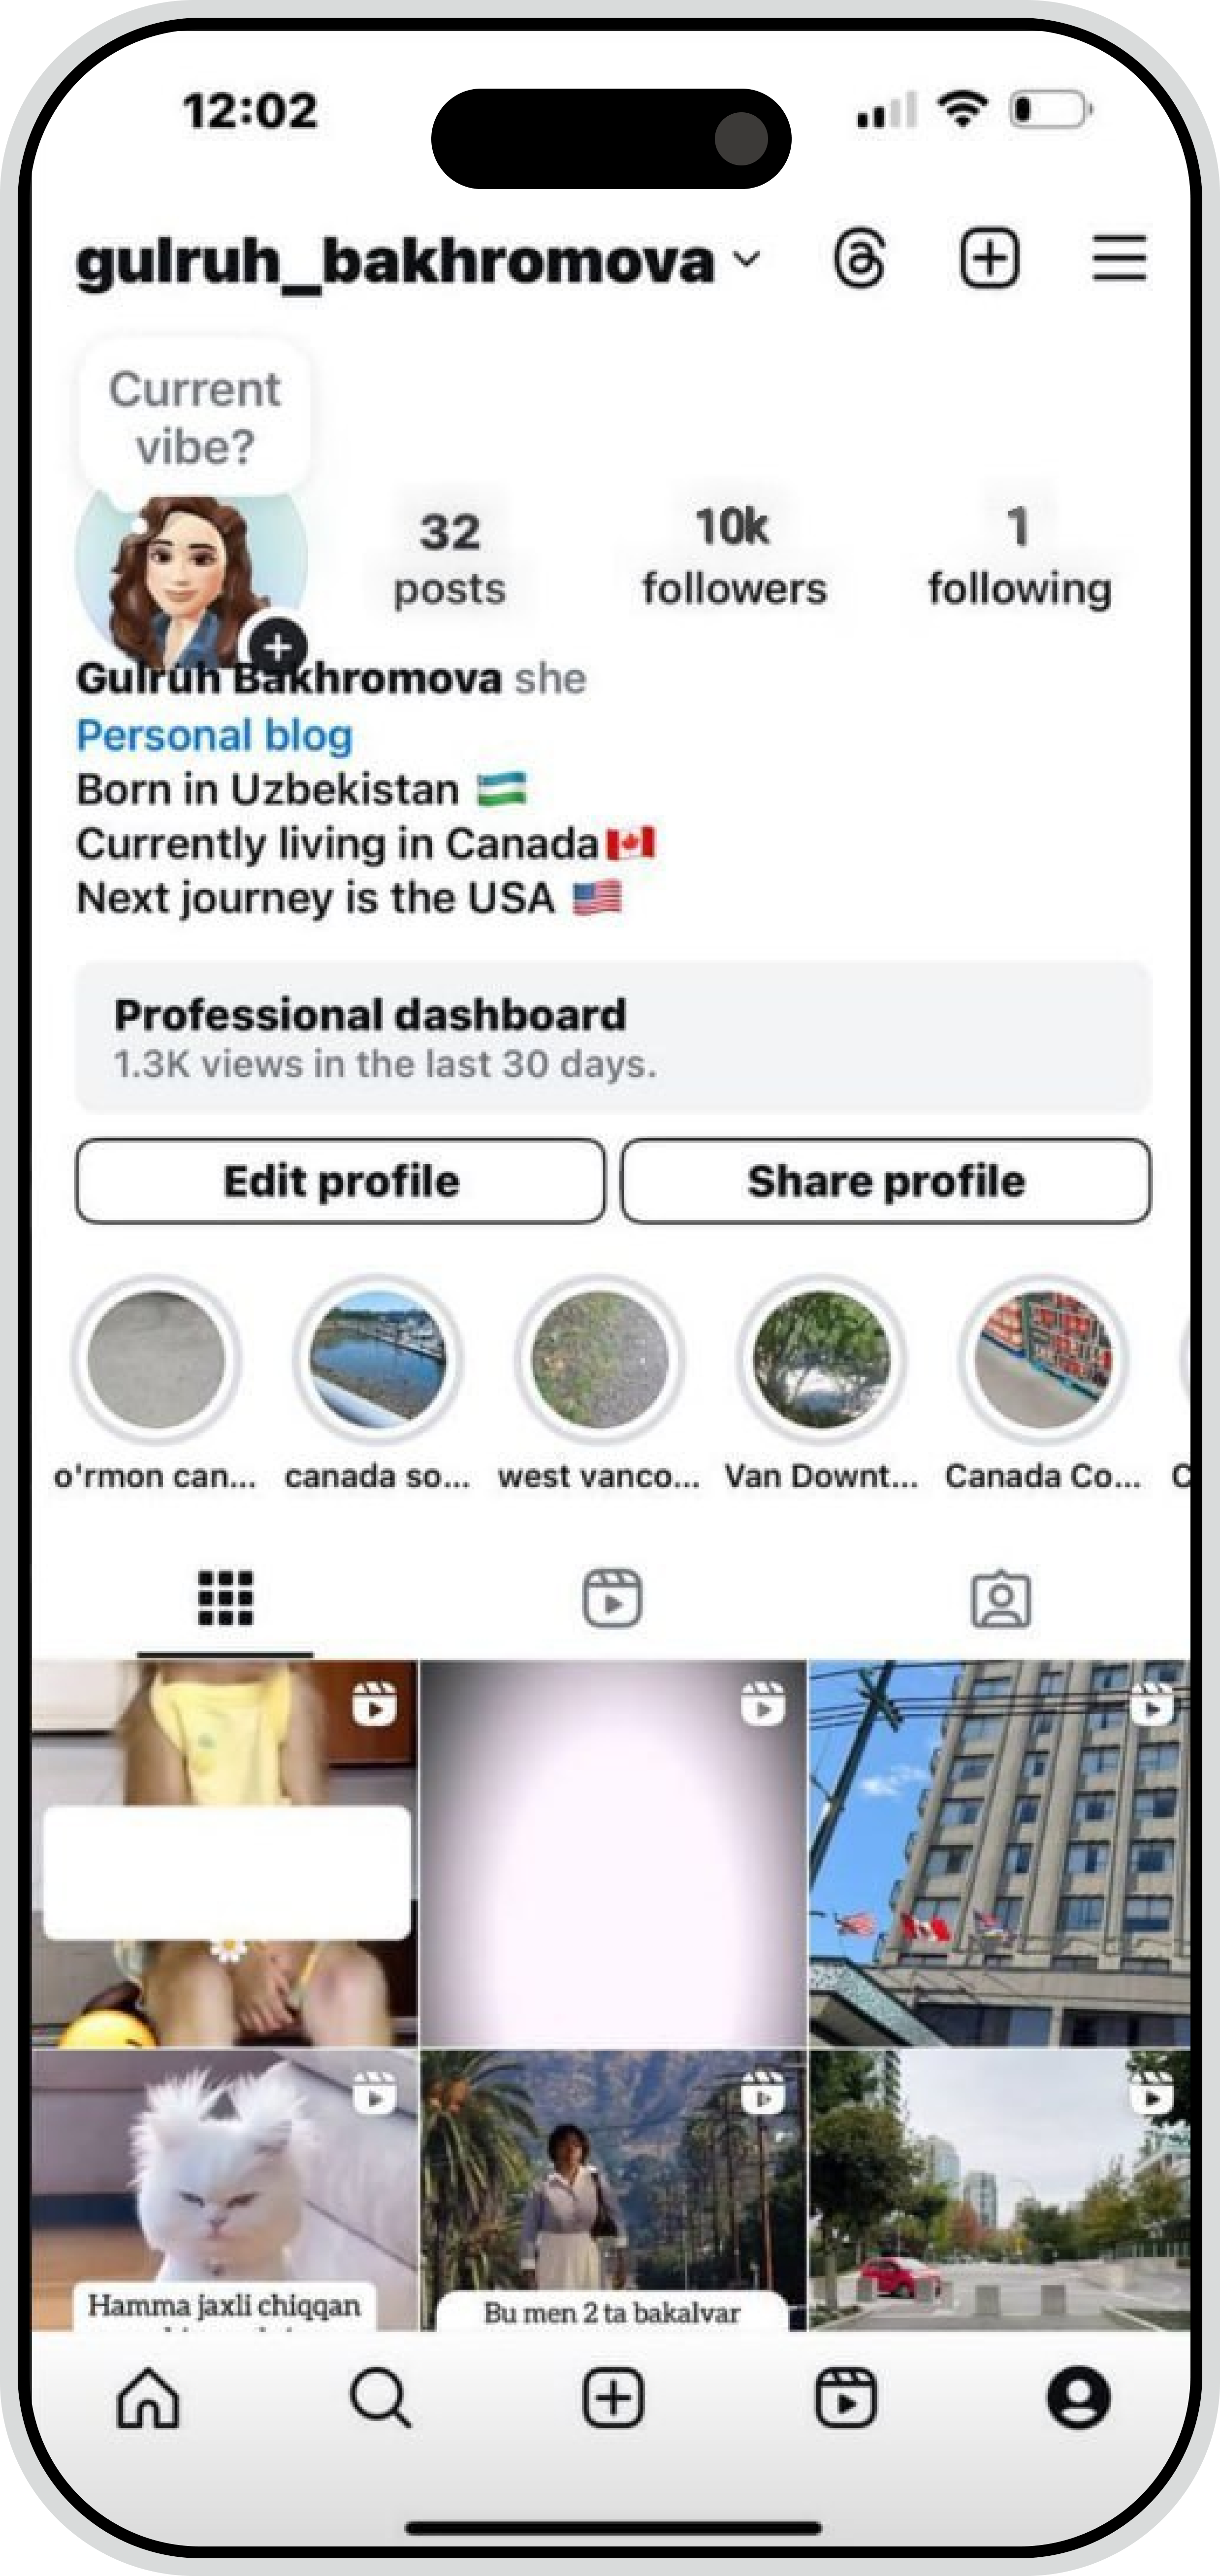 12:02
gulruh_bakhromova
Current
vibe?
32
posts
10k
followers
1
following
Gulruh Bakhromova she
Personal blog
Born in Uzbekistan 🇺🇿
Currently living in Canada🇨🇦
Next journey is the USA 🇺🇸
Professional dashboard
1.3K views in the last 30 days.
Edit profile
Share profile
o'rmon can...
canada so...
west vanco...
Van Downt...
Canada Co...
C
Hamma jaxli chiqqan
Bu men 2 ta bakalvar